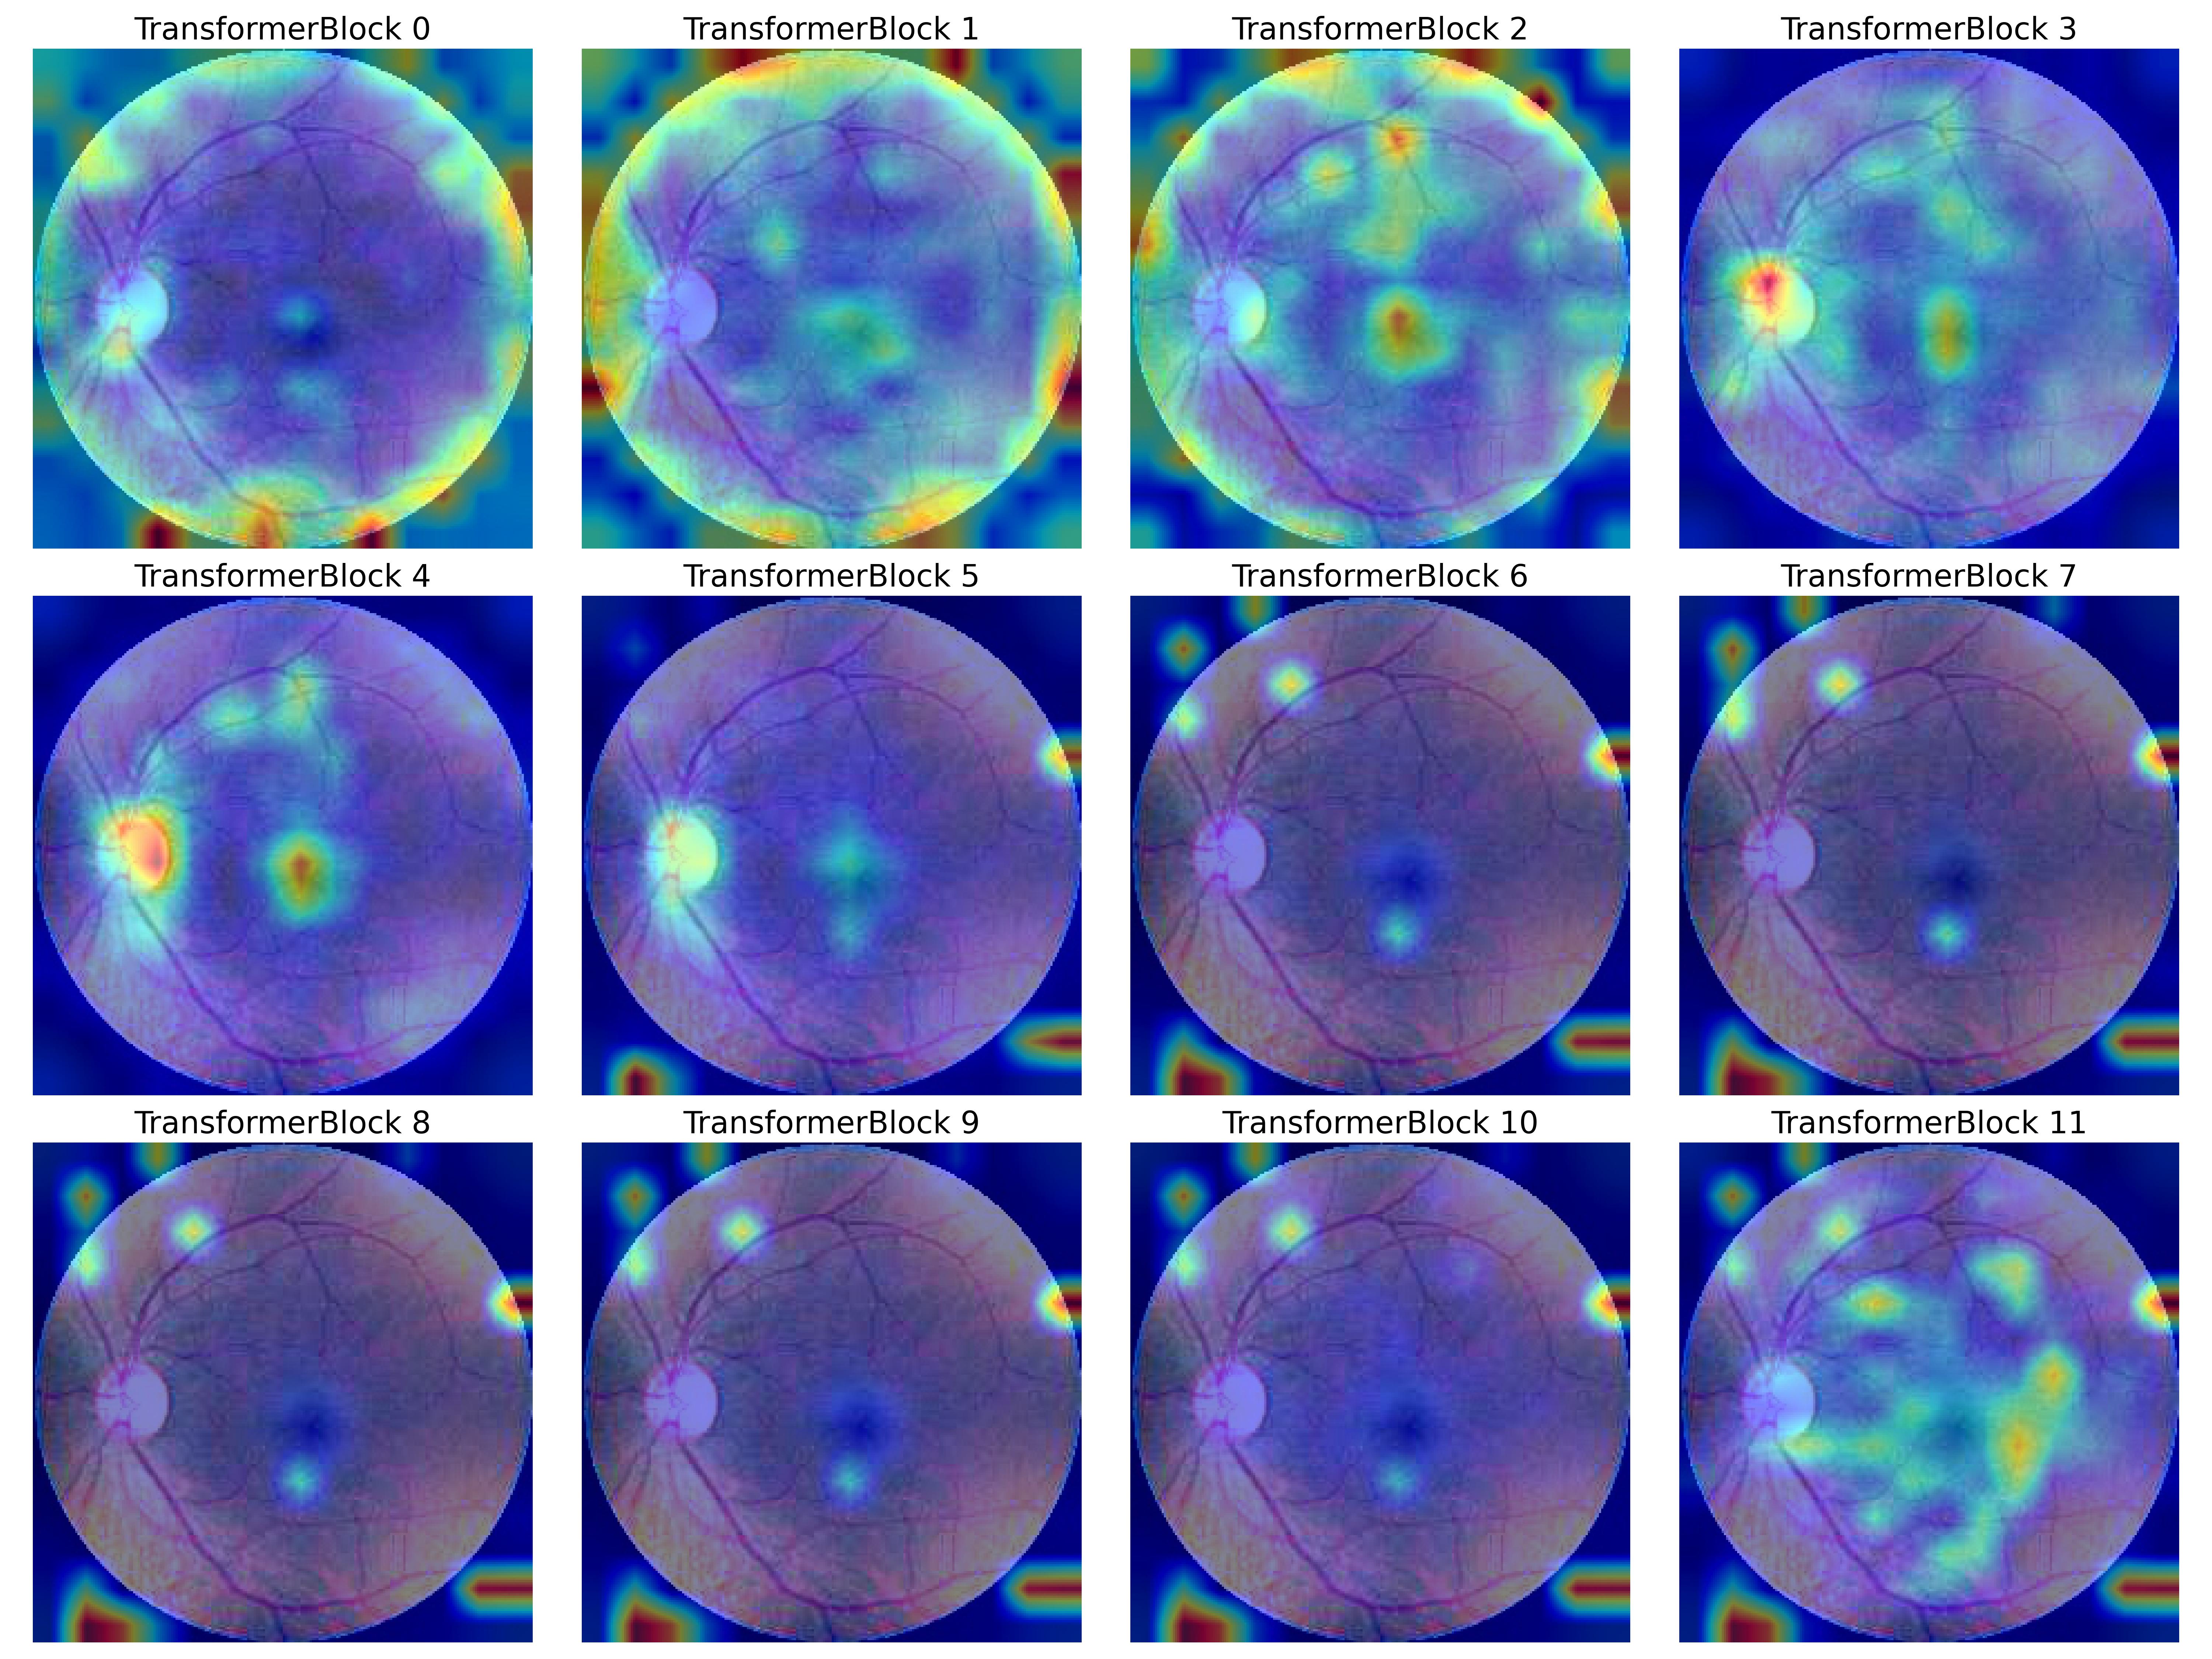 TransformerBlock 0
TransformerBlock 1
TransformerBlock 2
TransformerBlock 3
TransformerBlock 4
TransformerBlock 5
TransformerBlock 6
TransformerBlock 7
TransformerBlock 8
TransformerBlock 9
TransformerBlock 10
TransformerBlock 11